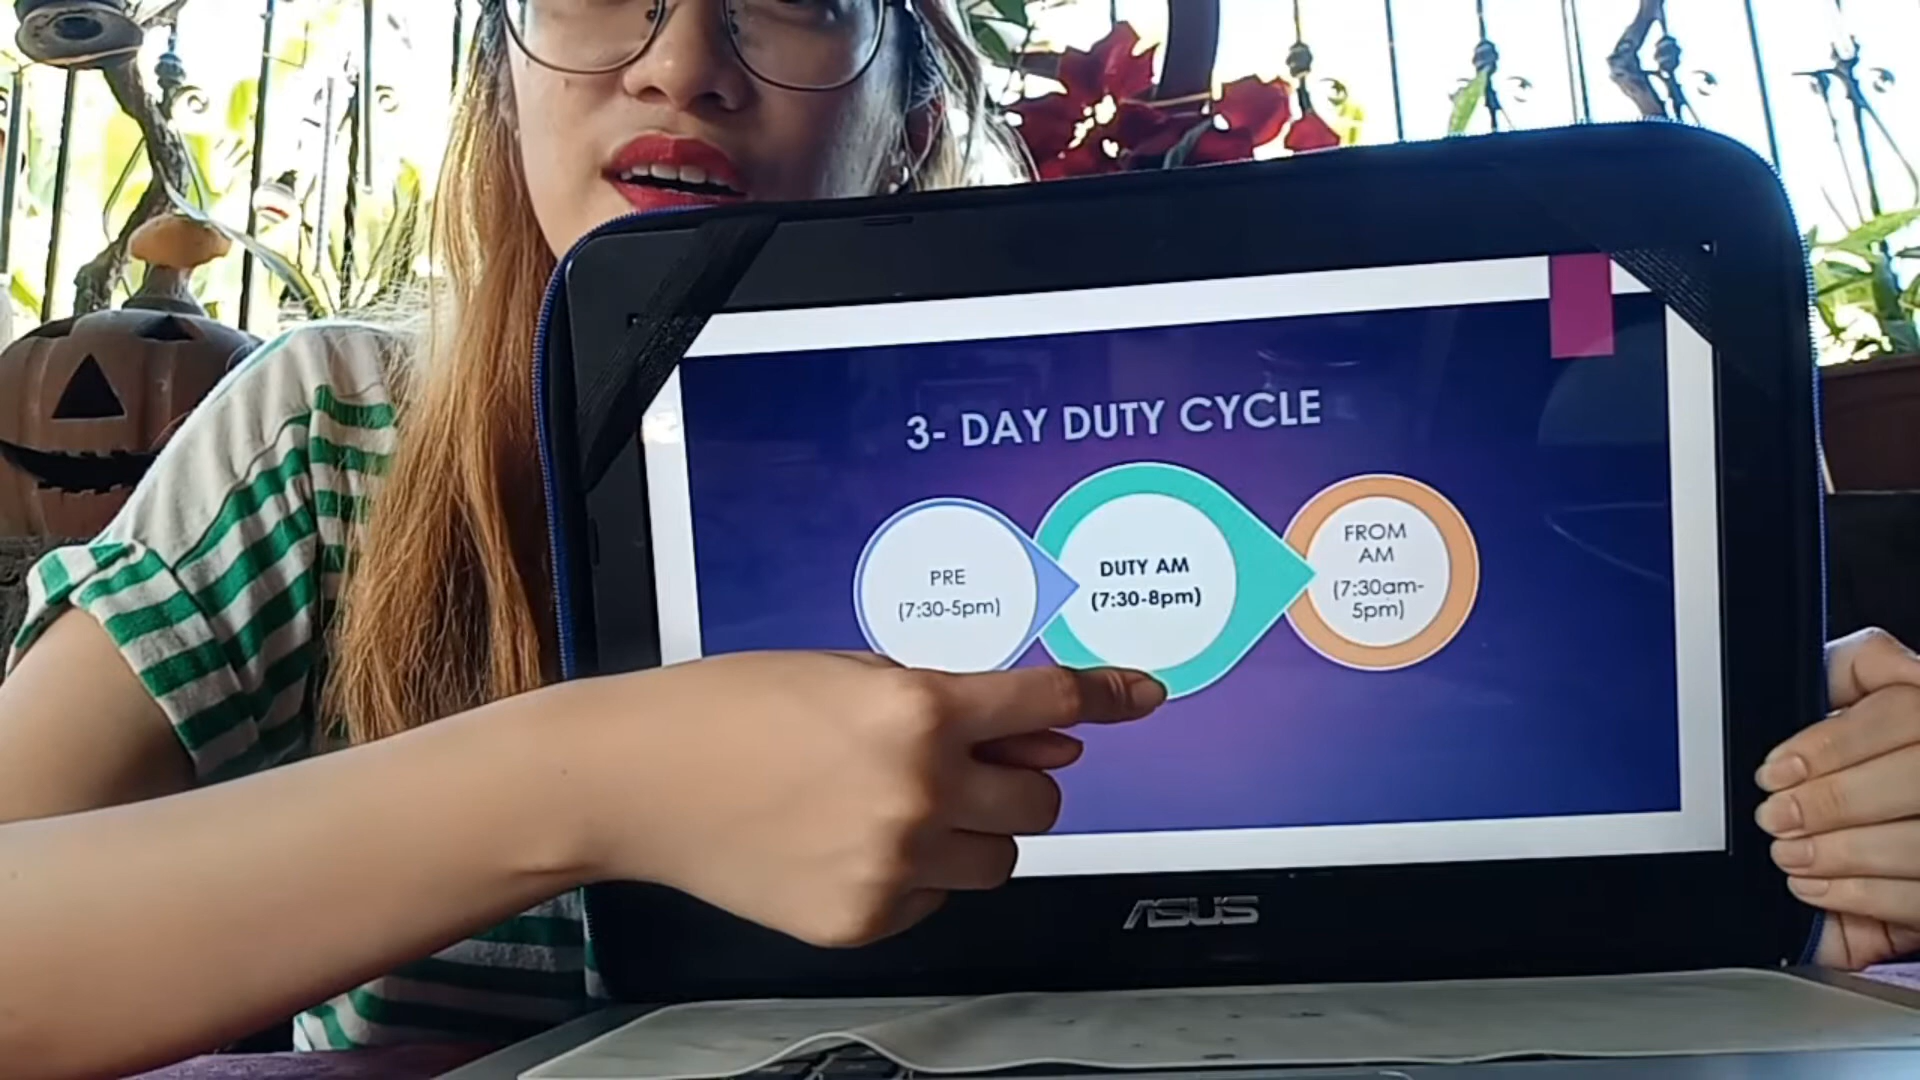 3- DAY DUTY CYCLE
PRE
(7:30-5pm)
DUTY AM
(7:30-8pm)
FROM
AM
(7:30am-
5pm)
ASUS